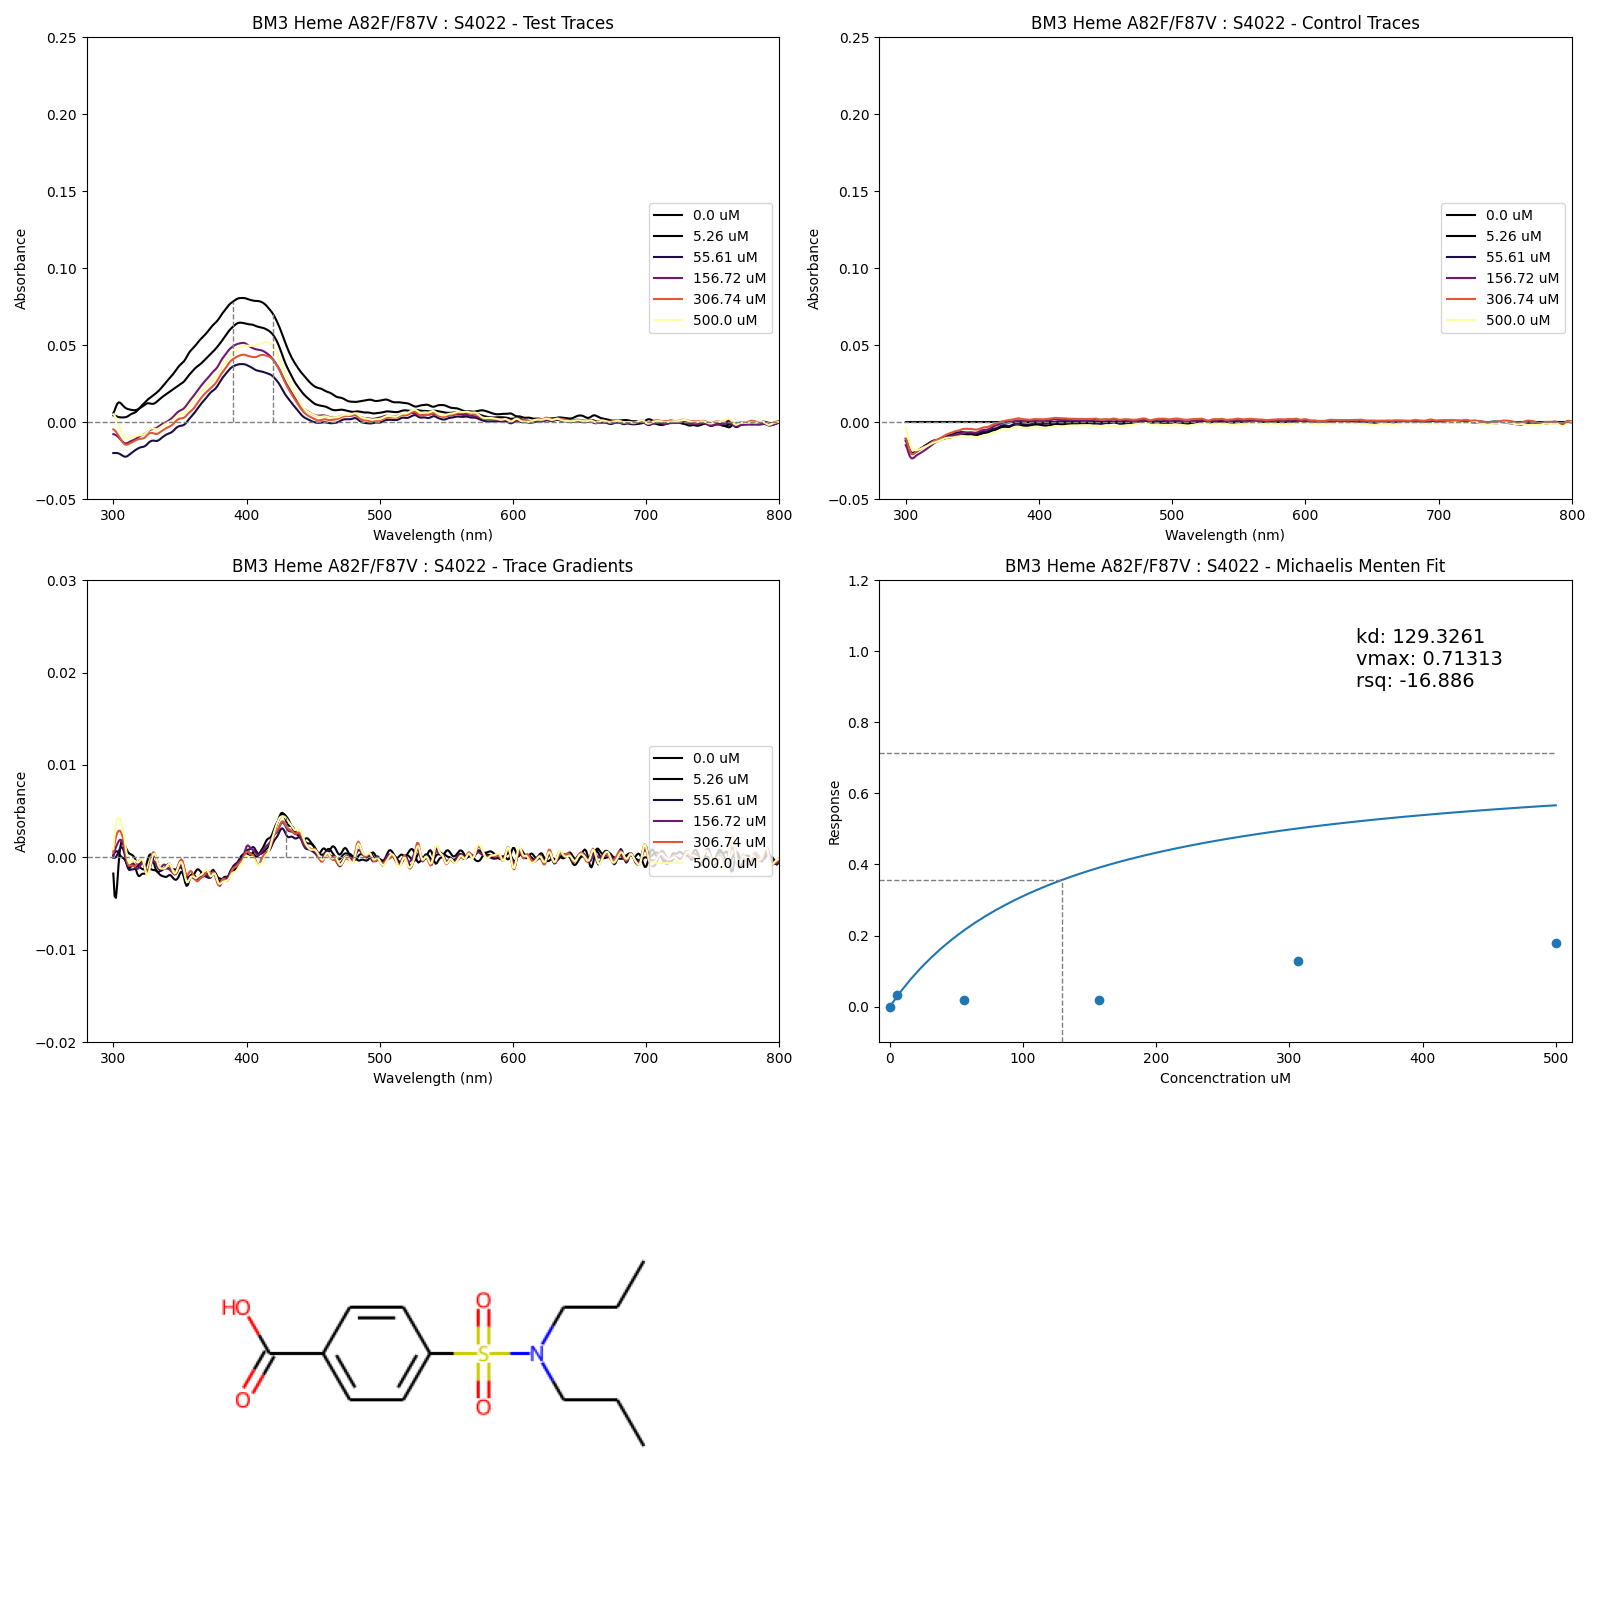 BM3 Heme A82F/F87V : S4022 - Test Traces
0.25
0.20
0.15
0.10
0.05
0.00
−0.05
Absorbance
300 400 500 600 700 800
Wavelength (nm)
0.0 uM
5.26 uM
55.61 uM
156.72 uM
306.74 uM
500.0 uM
BM3 Heme A82F/F87V : S4022 - Control Traces
0.25
0.20
0.15
0.10
0.05
0.00
−0.05
Absorbance
300 400 500 600 700 800
Wavelength (nm)
0.0 uM
5.26 uM
55.61 uM
156.72 uM
306.74 uM
500.0 uM
BM3 Heme A82F/F87V : S4022 - Trace Gradients
0.03
0.02
0.01
0.00
−0.01
−0.02
Absorbance
300 400 500 600 700 800
Wavelength (nm)
0.0 uM
5.26 uM
55.61 uM
156.72 uM
306.74 uM
500.0 uM
BM3 Heme A82F/F87V : S4022 - Michaelis Menten Fit
1.2
1.0
0.8
0.6
0.4
0.2
0.0
Response
0 100 200 300 400 500
Concenctration uM
kd: 129.3261
vmax: 0.71313
rsq: -16.886
HO
O
O
S
N
O